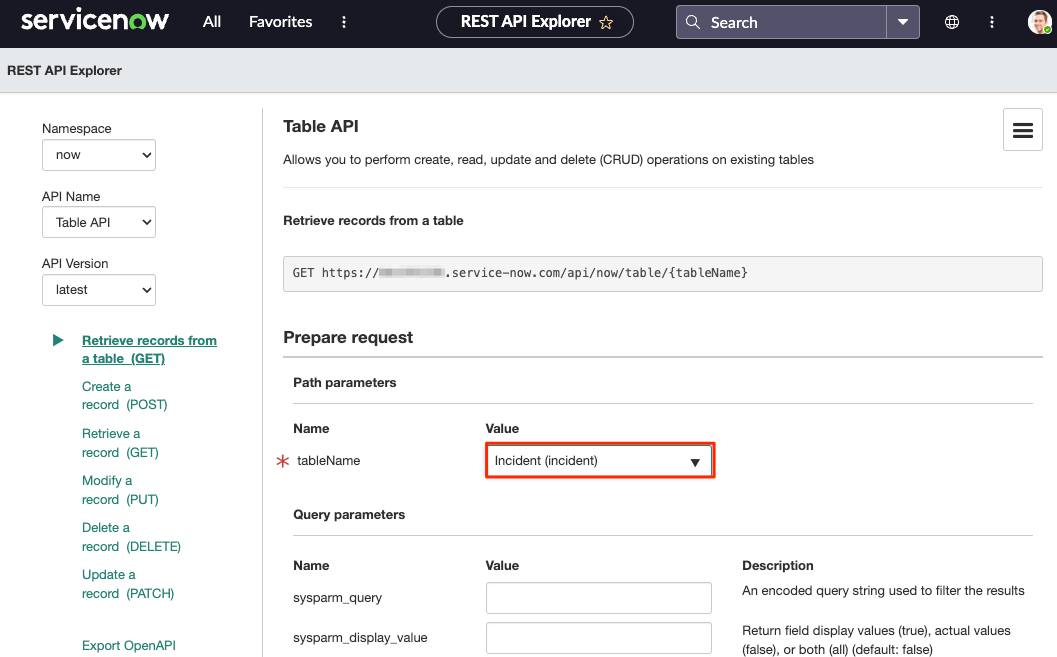 servicenow All Favorites REST API Explorer Search
REST API Explorer
Namespace
now
API Name
Table API
API Version
latest
Retrieve records from
a table (GET)
Create a
record (POST)
Retrieve a
record (GET)
Modify a
record (PUT)
Delete a
record (DELETE)
Update a
record (PATCH)
Export OpenAPI
Table API
Allows you to perform create, read, update and delete (CRUD) operations on existing tables
Retrieve records from a table
GET https:// .service-now.com/api/now/table/{tableName}
Prepare request
Path parameters
Name Value
tableName Incident (incident)
Query parameters
Name Value Description
sysparm_query An encoded query string used to filter the results
sysparm_display_value Return field display values (true), actual values
(false), or both (all) (default: false)